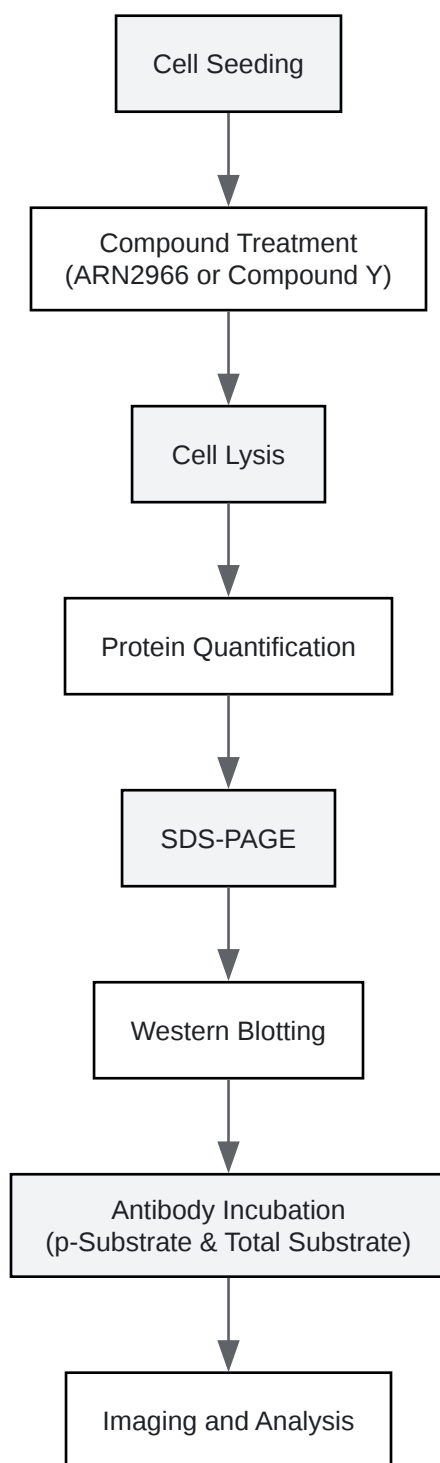 Cell Seeding
Compound Treatment
(ARN2966 or Compound Y)
Cell Lysis
Protein Quantification
SDS-PAGE
Western Blotting
Antibody Incubation
(p-Substrate & Total Substrate)
Imaging and Analysis